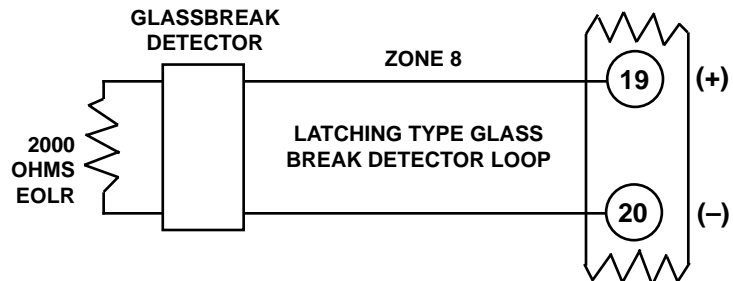 GLASSBREAK
DETECTOR
ZONE 8
19
(+)
2000
OHMS
EOLR
LATCHING TYPE GLASS
BREAK DETECTOR LOOP
20
(–)